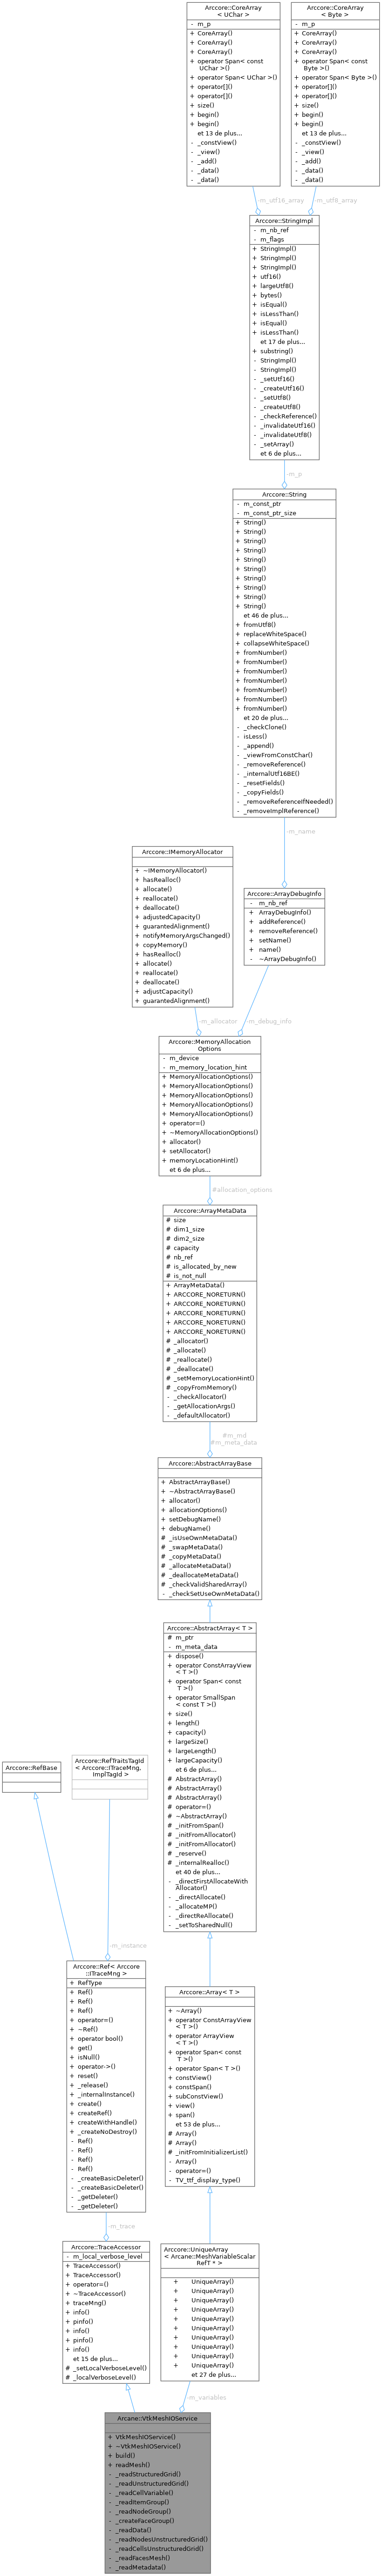 Arccore::CoreArray
< UChar >
- m_p
+ CoreArray()
+ CoreArray()
+ CoreArray()
+ operator Span< const
UChar >()
+ operator Span< UChar >()
+ operator[]()
+ operator[]()
+ size()
+ begin()
+ begin()
et 13 de plus...
- _constView()
- _view()
- _add()
- _data()
- _data()
Arccore::CoreArray
< Byte >
- m_p
+ CoreArray()
+ CoreArray()
+ CoreArray()
+ operator Span< const
Byte >()
+ operator Span< Byte >()
+ operator[]()
+ operator[]()
+ size()
+ begin()
+ begin()
et 13 de plus...
- _constView()
- _view()
- _add()
- _data()
- _data()
-m_utf16_array
-m_utf8_array
Arccore::StringImpl
- m_nb_ref
- m_flags
+ StringImpl()
+ StringImpl()
+ StringImpl()
+ utf16()
+ largeUtf8()
+ bytes()
+ isEqual()
+ isLessThan()
+ isEqual()
+ isLessThan()
et 17 de plus...
+ substring()
- StringImpl()
- StringImpl()
- _setUtf16()
- _createUtf16()
- _setUtf8()
- _createUtf8()
- _checkReference()
- _invalidateUtf16()
- _invalidateUtf8()
- _setArray()
et 6 de plus...
-m_p
Arccore::String
- m_const_ptr
- m_const_ptr_size
+ String()
+ String()
+ String()
+ String()
+ String()
+ String()
+ String()
+ String()
+ String()
+ String()
et 46 de plus...
+ fromUtf8()
+ replaceWhiteSpace()
+ collapseWhiteSpace()
+ fromNumber()
+ fromNumber()
+ fromNumber()
+ fromNumber()
+ fromNumber()
+ fromNumber()
+ fromNumber()
et 20 de plus...
- _checkClone()
- isLess()
- _append()
- _viewFromConstChar()
- _removeReference()
- _internalUtf16BE()
- _resetFields()
- _copyFields()
- _removeReferenceIfNeeded()
- _removeImplReference()
-m_name
Arccore::IMemoryAllocator
+ ~IMemoryAllocator()
+ hasRealloc()
+ allocate()
+ reallocate()
+ deallocate()
+ adjustedCapacity()
+ guarantedAlignment()
+ notifyMemoryArgsChanged()
+ copyMemory()
+ hasRealloc()
+ allocate()
+ reallocate()
+ deallocate()
+ adjustCapacity()
+ guarantedAlignment()
Arccore::ArrayDebugInfo
- m_nb_ref
+ ArrayDebugInfo()
+ addReference()
+ removeReference()
+ setName()
+ name()
- ~ArrayDebugInfo()
-m_allocator
-m_debug_info
Arccore::MemoryAllocation
Options
- m_device
- m_memory_location_hint
+ MemoryAllocationOptions()
+ MemoryAllocationOptions()
+ MemoryAllocationOptions()
+ MemoryAllocationOptions()
+ MemoryAllocationOptions()
+ operator=()
+ ~MemoryAllocationOptions()
+ allocator()
+ setAllocator()
+ memoryLocationHint()
et 6 de plus...
#allocation_options
Arccore::ArrayMetaData
# size
# dim1_size
# dim2_size
# capacity
# nb_ref
# is_allocated_by_new
# is_not_null
+ ArrayMetaData()
+ ARCCORE_NORETURN()
+ ARCCORE_NORETURN()
+ ARCCORE_NORETURN()
+ ARCCORE_NORETURN()
+ ARCCORE_NORETURN()
# _allocator()
# _allocate()
# _reallocate()
# _deallocate()
# _setMemoryLocationHint()
# _copyFromMemory()
- _checkAllocator()
- _getAllocationArgs()
- _defaultAllocator()
#m_md
#m_meta_data
Arccore::AbstractArrayBase
+ AbstractArrayBase()
+ ~AbstractArrayBase()
+ allocator()
+ allocationOptions()
+ setDebugName()
+ debugName()
# _isUseOwnMetaData()
# _swapMetaData()
# _copyMetaData()
# _allocateMetaData()
# _deallocateMetaData()
# _checkValidSharedArray()
- _checkSetUseOwnMetaData()
Arccore::AbstractArray< T >
# m_ptr
- m_meta_data
+ dispose()
+ operator ConstArrayView
< T >()
+ operator Span< const
T >()
+ operator SmallSpan
< const T >()
+ size()
+ length()
+ capacity()
+ largeSize()
+ largeLength()
+ largeCapacity()
et 6 de plus...
# AbstractArray()
# AbstractArray()
# AbstractArray()
# operator=()
# ~AbstractArray()
# _initFromSpan()
# _initFromAllocator()
# _initFromAllocator()
# _reserve()
# _internalRealloc()
et 40 de plus...
- _directFirstAllocateWith
Allocator()
- _directAllocate()
- _allocateMP()
- _directReAllocate()
- _setToSharedNull()
Arccore::RefBase
Arccore::RefTraitsTagId
< Arccore::ITraceMng,
ImplTagId >
-m_instance
Arccore::Ref< Arccore
::ITraceMng >
+ RefType
+ Ref()
+ Ref()
+ Ref()
+ operator=()
+ ~Ref()
+ operator bool()
+ get()
+ isNull()
+ operator->()
+ reset()
+ _release()
+ _internalInstance()
+ create()
+ createRef()
+ createWithHandle()
+ _createNoDestroy()
- Ref()
- Ref()
- Ref()
- Ref()
- _createBasicDeleter()
- _createBasicDeleter()
- _getDeleter()
- _getDeleter()
Arccore::Array< T >
+ ~Array()
+ operator ConstArrayView
< T >()
+ operator ArrayView
< T >()
+ operator Span< const
T >()
+ operator Span< T >()
+ constView()
+ constSpan()
+ subConstView()
+ view()
+ span()
et 53 de plus...
# Array()
# Array()
# _initFromInitializerList()
- Array()
- operator=()
- TV_ttf_display_type()
-m_trace
Arccore::TraceAccessor
- m_local_verbose_level
+ TraceAccessor()
+ TraceAccessor()
+ operator=()
+ ~TraceAccessor()
+ traceMng()
+ info()
+ pinfo()
+ info()
+ pinfo()
+ info()
et 15 de plus...
# _setLocalVerboseLevel()
# _localVerboseLevel()
Arccore::UniqueArray
< Arcane::MeshVariableScalar
RefT * >
+ UniqueArray()
+ UniqueArray()
+ UniqueArray()
+ UniqueArray()
+ UniqueArray()
+ UniqueArray()
+ UniqueArray()
+ UniqueArray()
+ UniqueArray()
+ UniqueArray()
et 27 de plus...
-m_variables
Arcane::VtkMeshIOService
+ VtkMeshIOService()
+ ~VtkMeshIOService()
+ build()
+ readMesh()
- _readStructuredGrid()
- _readUnstructuredGrid()
- _readCellVariable()
- _readItemGroup()
- _readNodeGroup()
- _createFaceGroup()
- _readData()
- _readNodesUnstructuredGrid()
- _readCellsUnstructuredGrid()
- _readFacesMesh()
- _readMetadata()